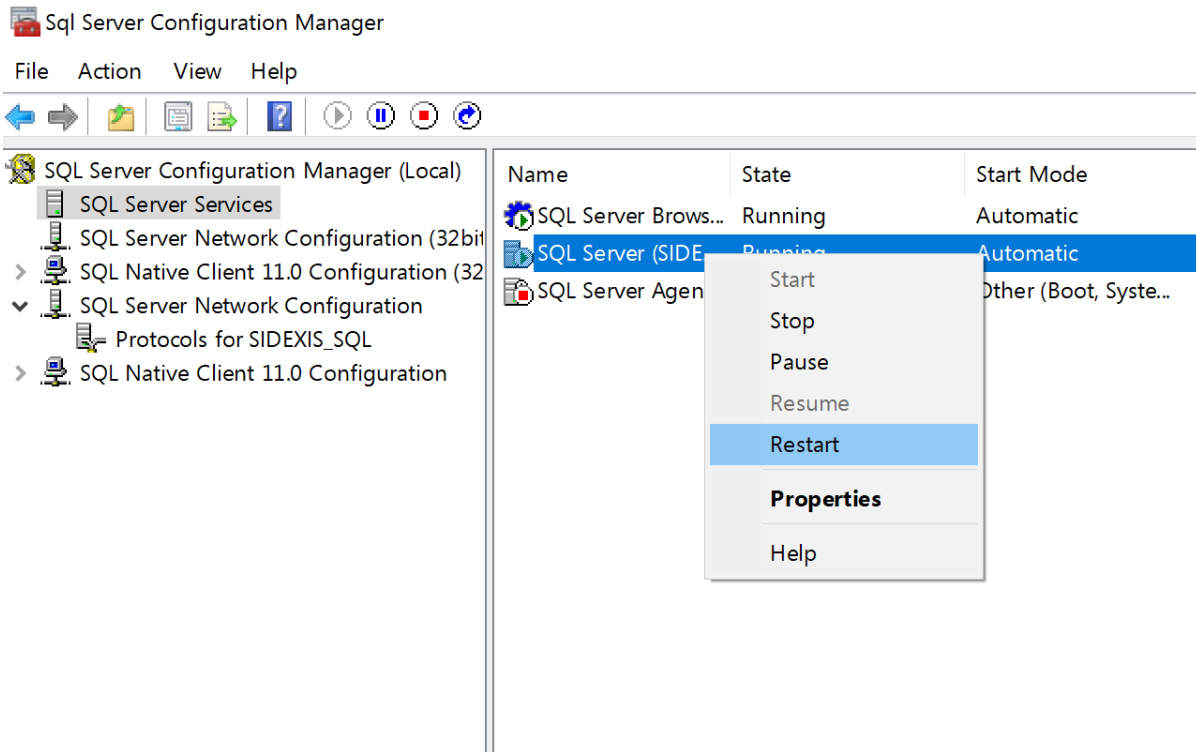 Sql Server Configuration Manager
File Action View Help
SQL Server Configuration Manager (Local)
SQL Server Services
SQL Server Network Configuration (32bit
SQL Native Client 11.0 Configuration (32
SQL Server Network Configuration
Protocols for SIDEXIS_SQL
SQL Native Client 11.0 Configuration
Name State Start Mode
SQL Server Brows... Running Automatic
SQL Server (SIDE Running Automatic
SQL Server Agen Other (Boot, Syste...
Start
Stop
Pause
Resume
Restart
Properties
Help